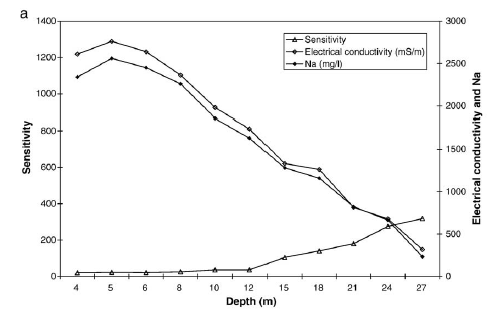 a
Sensitivity
Electrical conductivity (mS/m)
Na (mg/l)
1400
1200
1000
800
600
400
200
0
Sensitivity
3000
2500
2000
1500
1000
500
0
Electrical conductivity and Na
4 5 6 8 10 12 15 18 21 24 27
Depth (m)